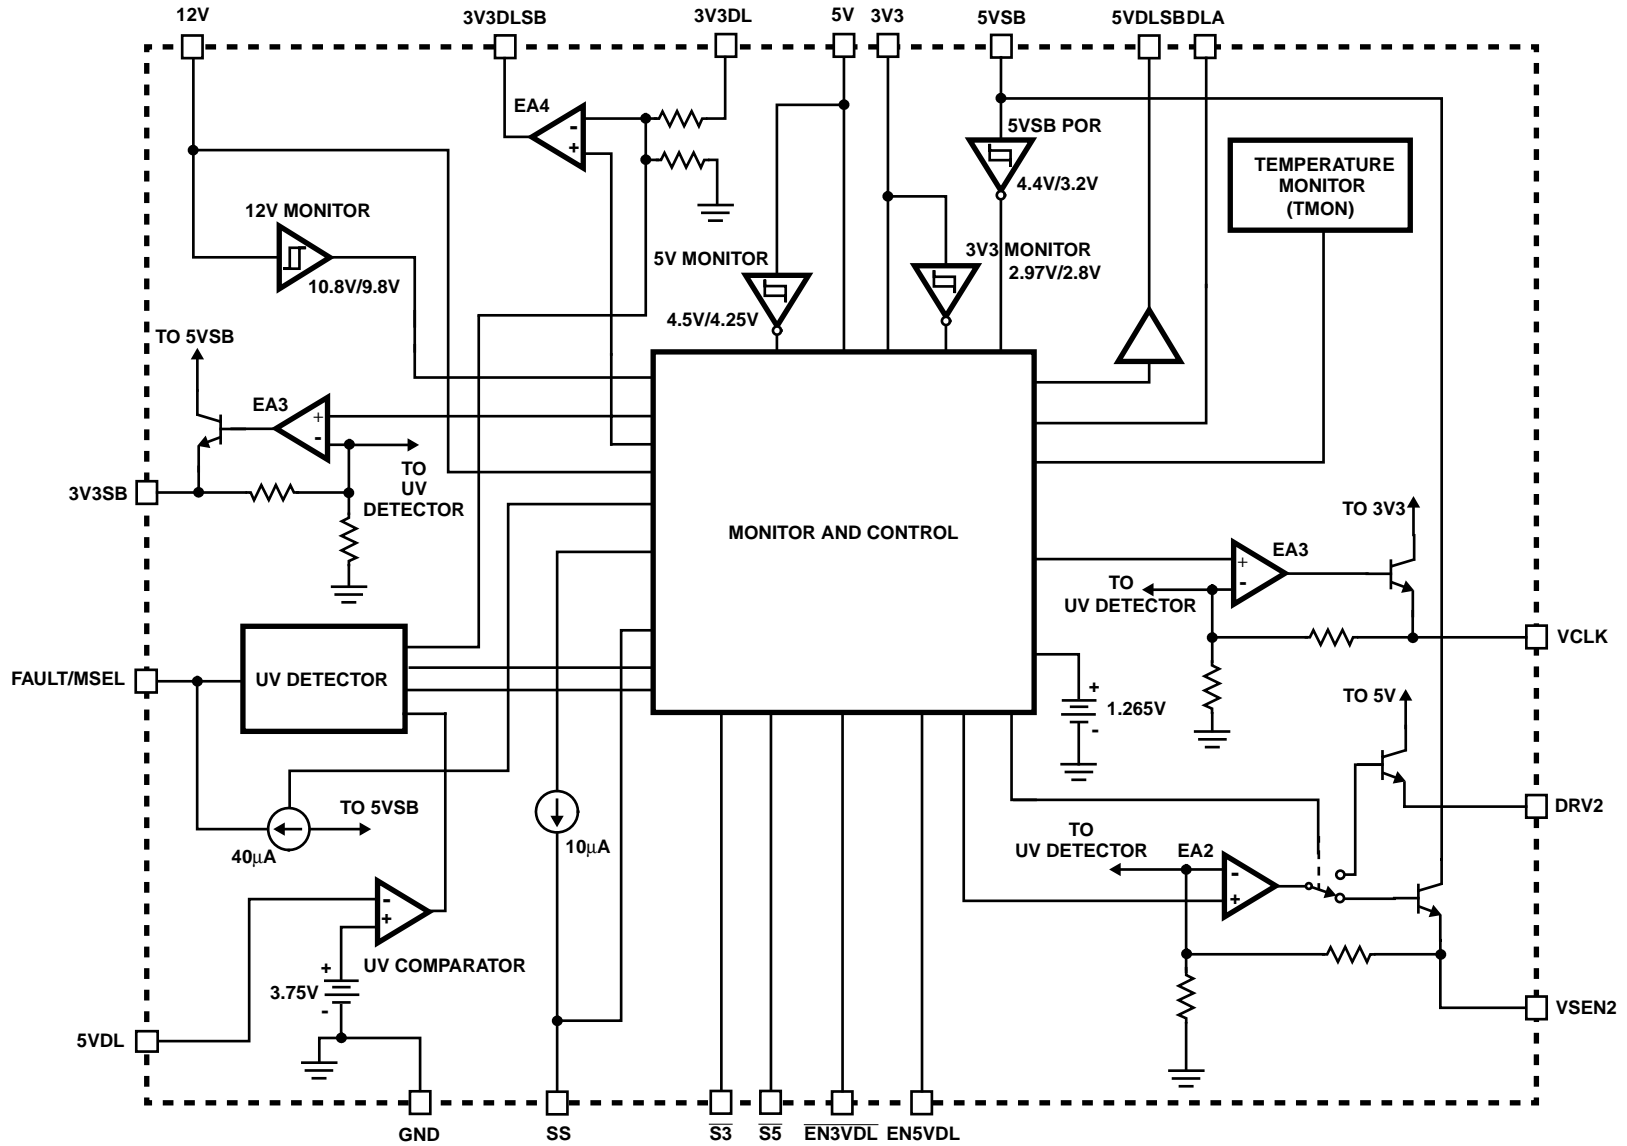 12V
3V3DLSB
3V3DL
5V
3V3
5VSB
5VDLSB
DLA
EA4
-
+
5VSB POR
4.4V/3.2V
TEMPERATURE
MONITOR
(TMON)
12V MONITOR
10.8V/9.8V
5V MONITOR
4.5V/4.25V
3V3 MONITOR
2.97V/2.8V
TO 5VSB
EA3
+
-
TO
UV
DETECTOR
3V3SB
MONITOR AND CONTROL
TO 3V3
EA3
+
-
TO
UV DETECTOR
VCLK
FAULT/MSEL
UV DETECTOR
+
1.265V
-
TO 5V
DRV2
TO 5VSB
40µA
10µA
TO
UV DETECTOR
EA2
-
+
-
+
UV COMPARATOR
+
3.75V
-
VSEN2
5VDL
GND
SS
S3
S5
EN3VDL
EN5VDL